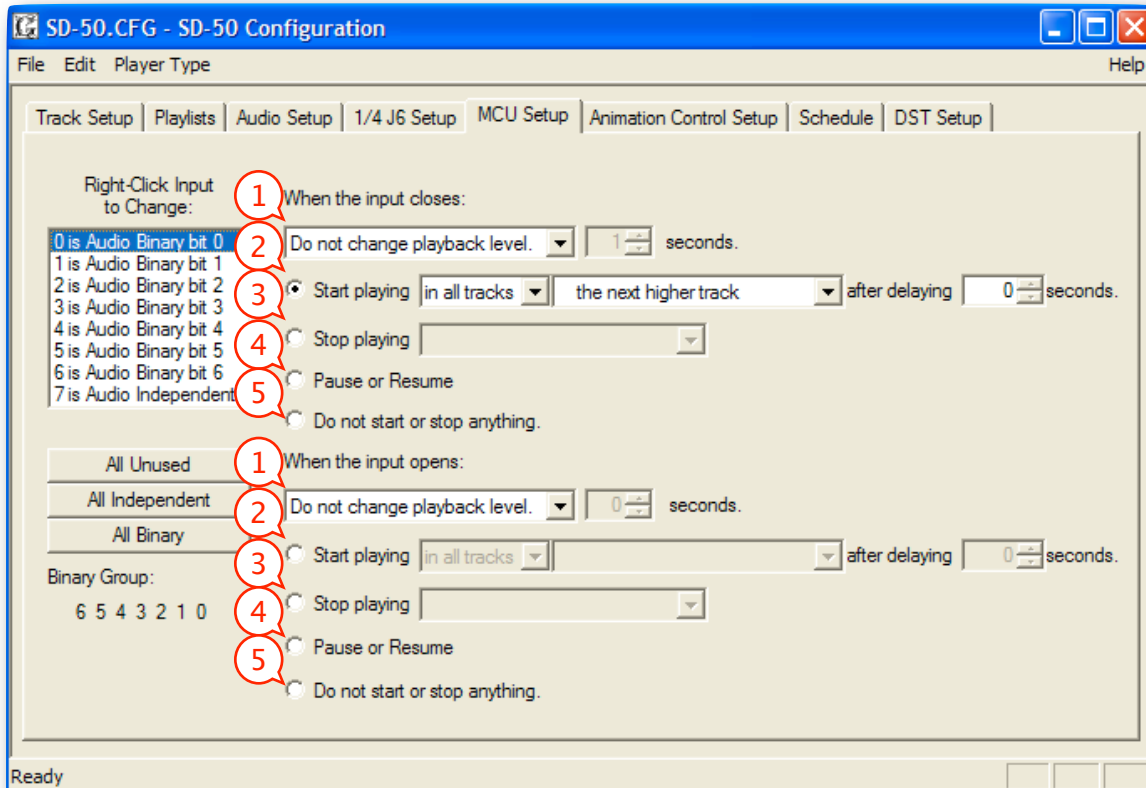 SD-50.CFG - SD-50 Configuration
File Edit Player Type Help
Track Setup Playlists Audio Setup 1/4 J6 Setup MCU Setup Animation Control Setup Schedule DST Setup
Right-Click Input
to Change:
0 is Audio Binary bit 0
1 is Audio Binary bit 1
2 is Audio Binary bit 2
3 is Audio Binary bit 3
4 is Audio Binary bit 4
5 is Audio Binary bit 5
6 is Audio Binary bit 6
7 is Audio Independent
All Unused
All Independent
All Binary
Binary Group:
6 5 4 3 2 1 0
1 When the input closes:
2 Do not change playback level. 1 seconds.
3 Start playing in all tracks the next higher track after delaying 0 seconds.
4 Stop playing
5 Pause or Resume
Do not start or stop anything.
1 When the input opens:
2 Do not change playback level. 0 seconds.
3 Start playing in all tracks after delaying 0 seconds.
4 Stop playing
5 Pause or Resume
Do not start or stop anything.
Ready